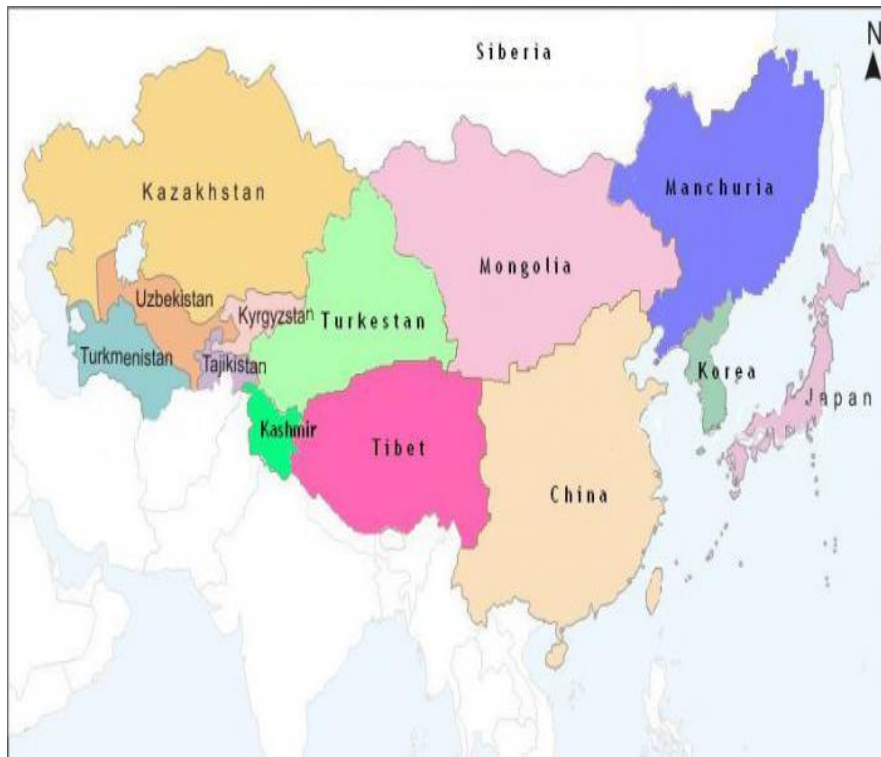 Siberia
N
Kazakhstan
Manchuria
Mongolia
Uzbekistan
Kyrgyzstan
Turkestan
Turkmenistan
Tajikistan
Korea
Japan
Kashmir
Tibet
China